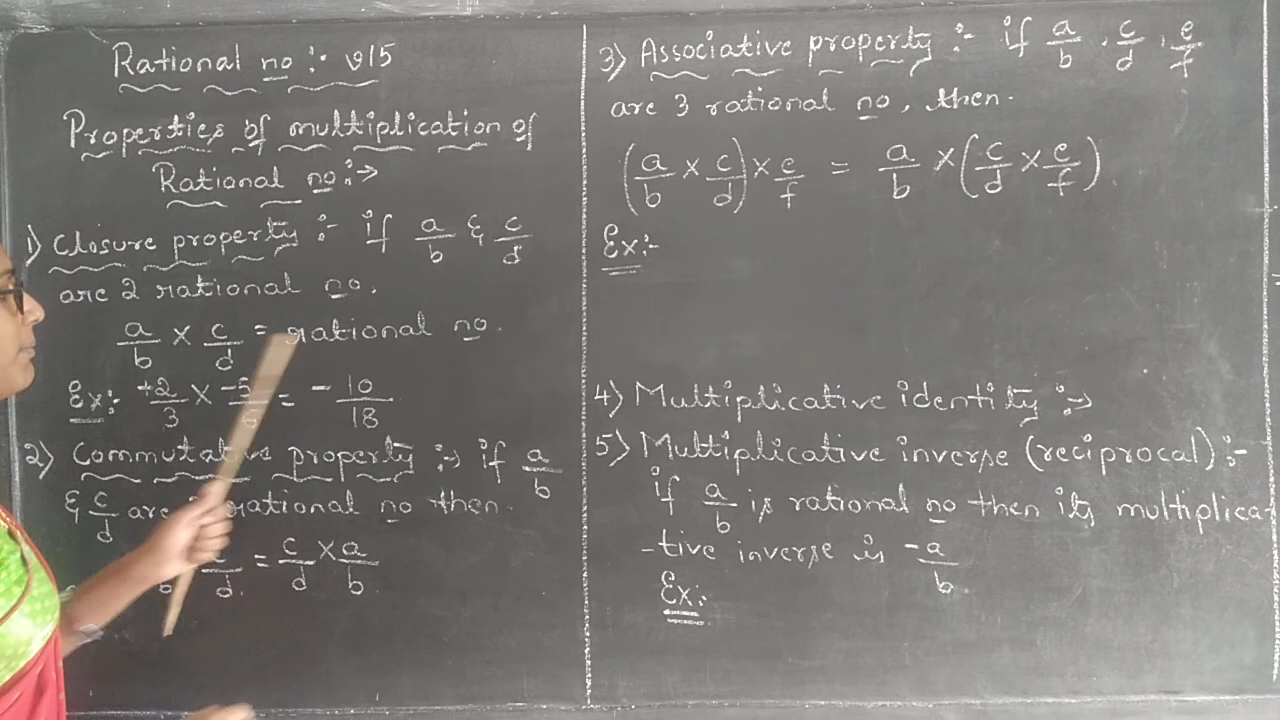 Rational no :- v15
Properties of multiplication of
Rational no :->
1) Closure property :- if a/b & c/d
are 2 rational no.
a/b × c/d = rational no.
Ex:- +2/3 × -5/6 = - 10/18
2) Commutative property :-> if a/b
& c/d are rational no then.
b /d = c/d × a/b
3) Associative property :- if a/b , c/d , e/f
are 3 rational no, then.
(a/b × c/d) × e/f = a/b × (c/d × e/f).
Ex:-
4) Multiplicative identity :->
5) Multiplicative inverse (reciprocal) :-
if a/b is rational no then its multiplica-
-tive inverse is -a/b.
Ex:-